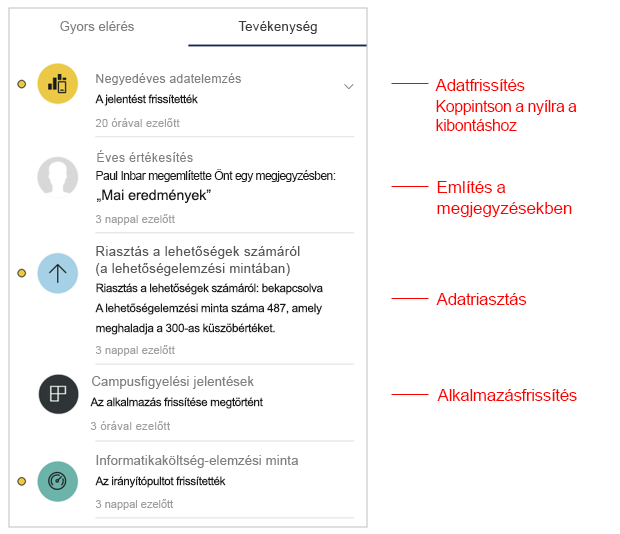 Gyors elérés
Tevékenység
Negyedéves adatelemzés
A jelentést frissítették
20 órával ezelőtt
Adatfrissítés
Koppintson a nyílra a
kibontáshoz
Éves értékesítés
Paul Inbar megemlítette Önt egy megjegyzésben:
„Mai eredmények”
3 nappal ezelőtt
Említés a
megjegyzésekben
Riasztás a lehetőségek számáról
(a lehetőségelemzési mintában)
Riasztás a lehetőségek számáról: bekapcsolva
A lehetőségelemzési minta száma 487, amely
meghaladja a 300-as küszöbértéket.
3 nappal ezelőtt
Adatriasztás
Campusfigyelési jelentések
Az alkalmazás frissítése megtörtént
3 órával ezelőtt
Alkalmazásfrissítés
Informatikaköltség-elemzési minta
Az irányítópultot frissítették
3 nappal ezelőtt